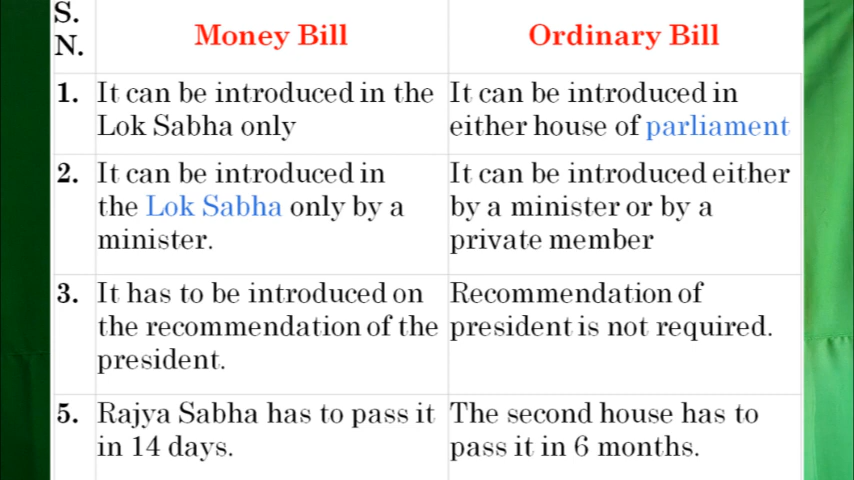 S.
N.
Money Bill
Ordinary Bill
1.
It can be introduced in the
Lok Sabha only
It can be introduced in
either house of parliament
2.
It can be introduced in
the Lok Sabha only by a
minister.
It can be introduced either
by a minister or by a
private member
3.
It has to be introduced on
the recommendation of the
president.
Recommendation of
president is not required.
5.
Rajya Sabha has to pass it
in 14 days.
The second house has to
pass it in 6 months.